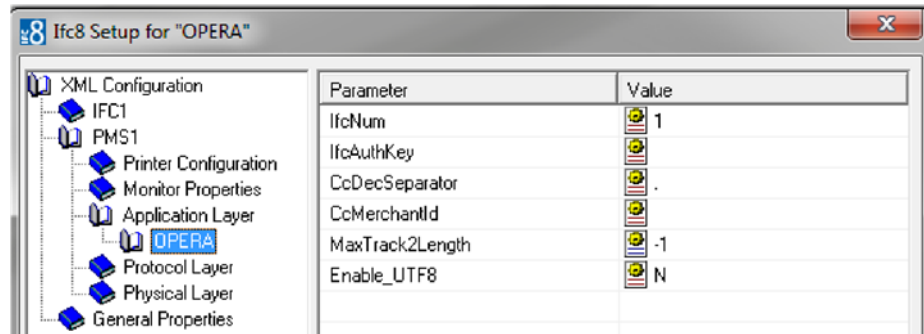 Ifc8 Setup for "OPERA"
XML Configuration
IFC1
PMS1
Printer Configuration
Monitor Properties
Application Layer
OPERA
Protocol Layer
Physical Layer
General Properties
Parameter Value
IfcNum 1
IfcAuthKey
CcDecSeparator .
CcMerchantId
MaxTrack2Length -1
Enable_UTF8 N